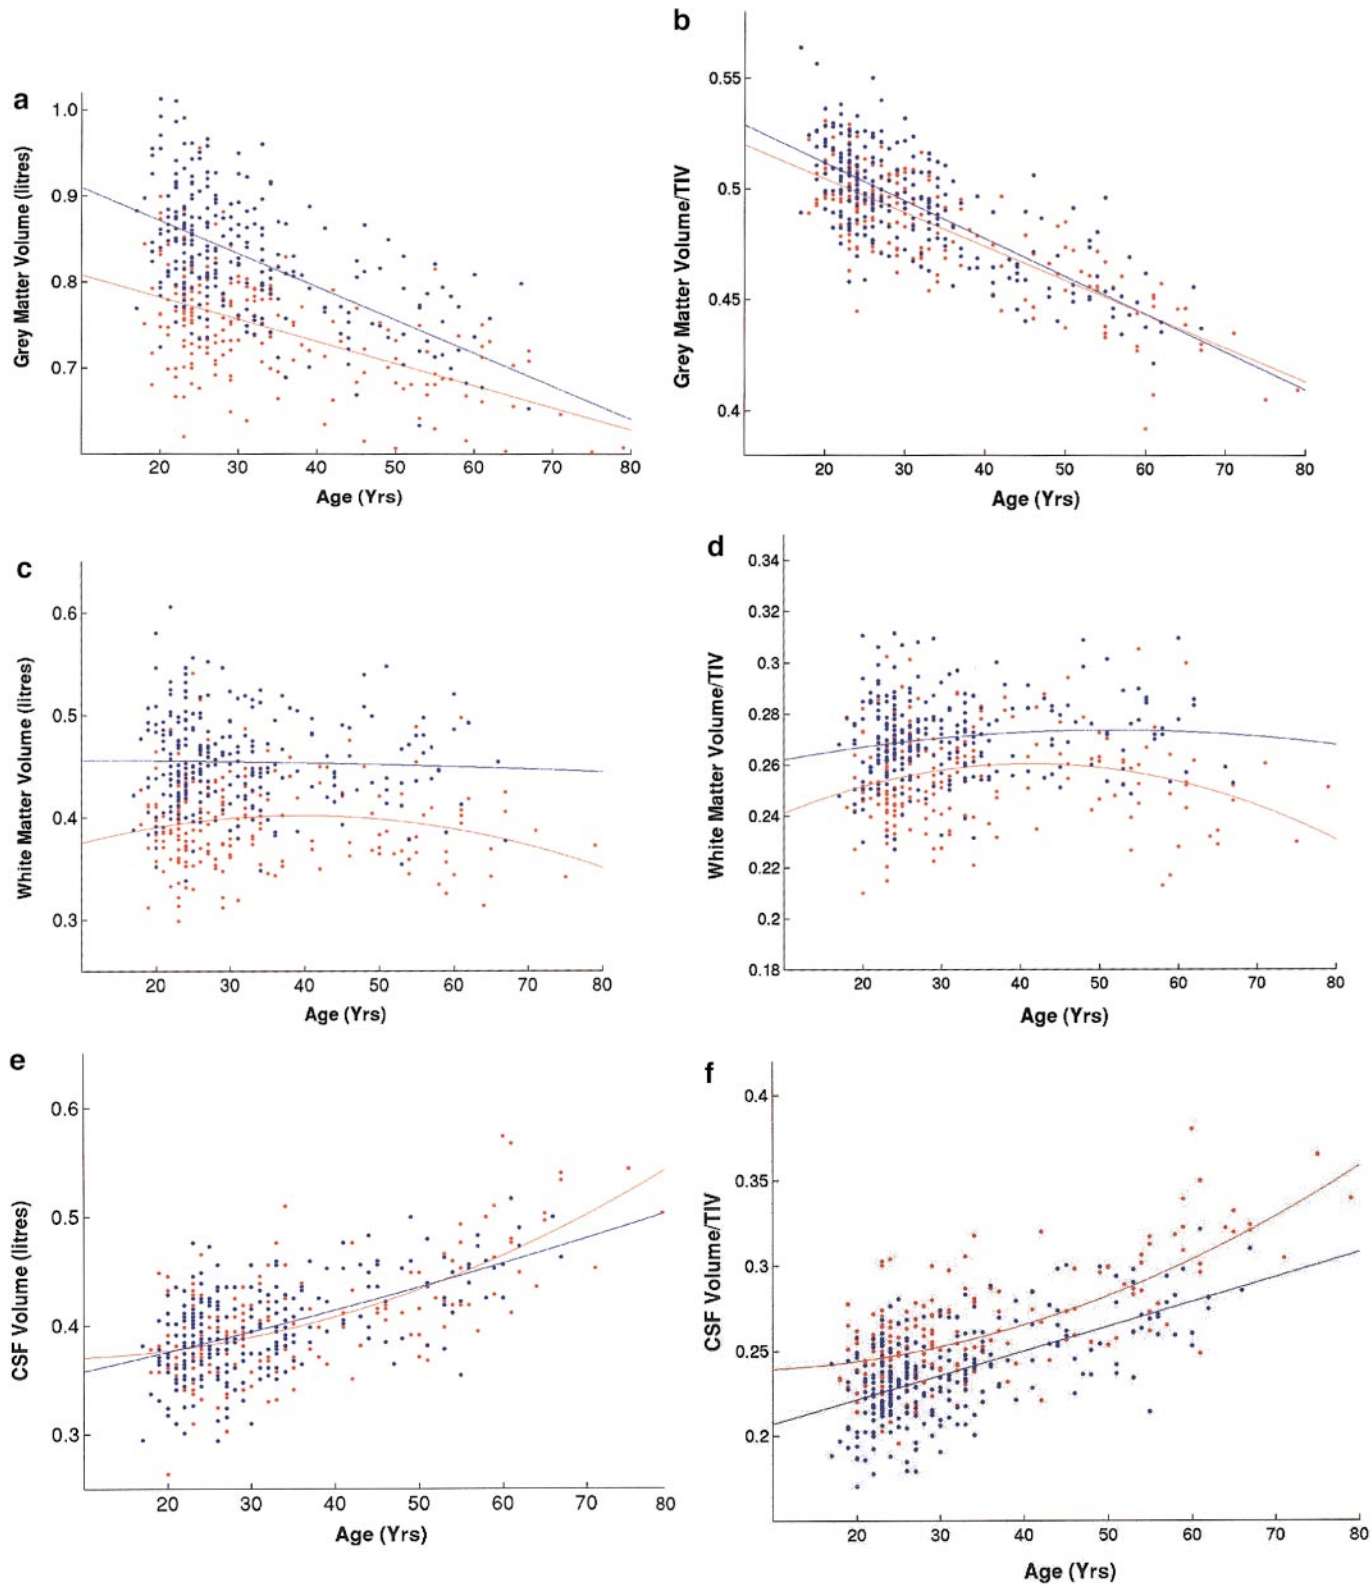 a
1.0
0.9
0.8
0.7
Grey Matter Volume (litres)
20 30 40 50 60 70 80
Age (Yrs)
b
0.55
0.5
0.45
0.4
Grey Matter Volume/TIV
20 30 40 50 60 70 80
Age (Yrs)
c
0.6
0.5
0.4
0.3
White Matter Volume (litres)
20 30 40 50 60 70 80
Age (Yrs)
d
0.34
0.32
0.3
0.28
0.26
0.24
0.22
0.2
0.18
White Matter Volume/TIV
20 30 40 50 60 70 80
Age (Yrs)
e
0.6
0.5
0.4
0.3
CSF Volume (litres)
20 30 40 50 60 70 80
Age (Yrs)
f
0.4
0.35
0.3
0.25
0.2
CSF Volume/TIV
20 30 40 50 60 70 80
Age (Yrs)